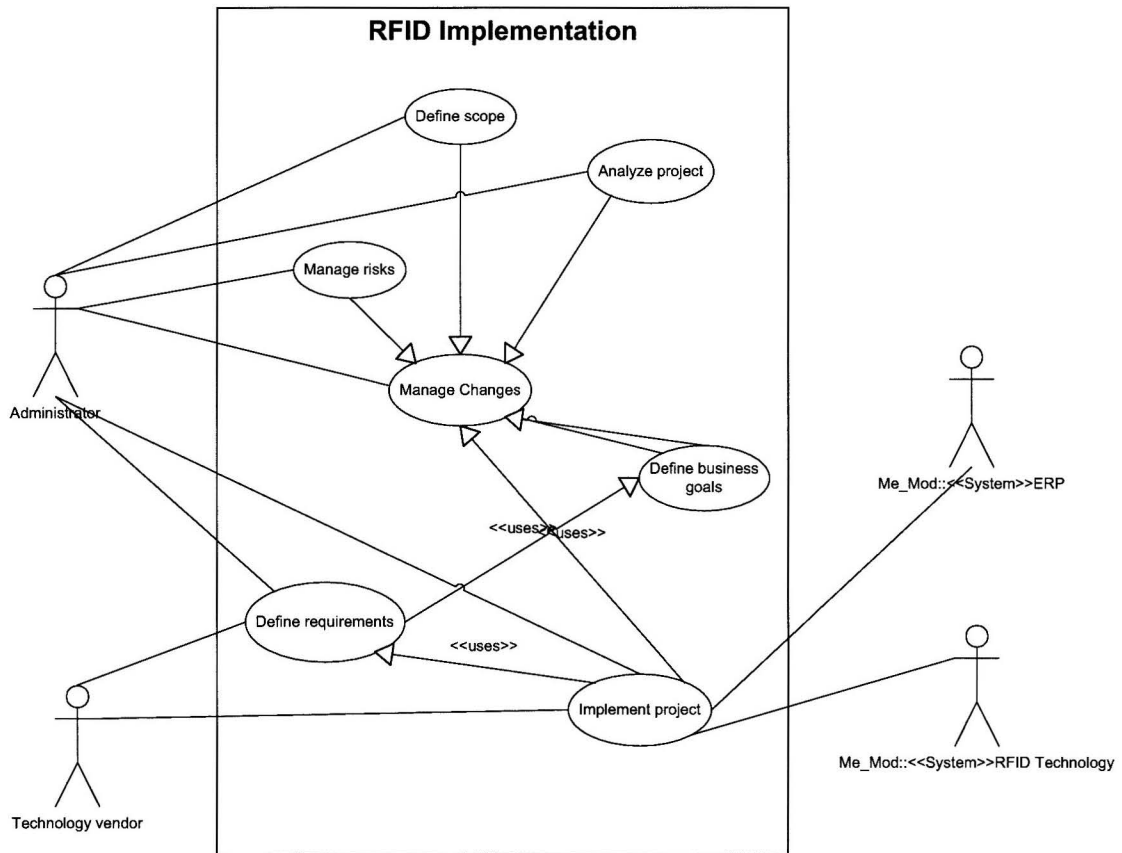 RFID Implementation
Define scope
Analyze project
Manage risks
Manage Changes
Administrator
Define business
goals
Me_Mod::<<System>>ERP
<<uses>>
<<uses>>
Define requirements
<<uses>>
Implement project
Me_Mod::<<System>>RFID Technology
Technology vendor